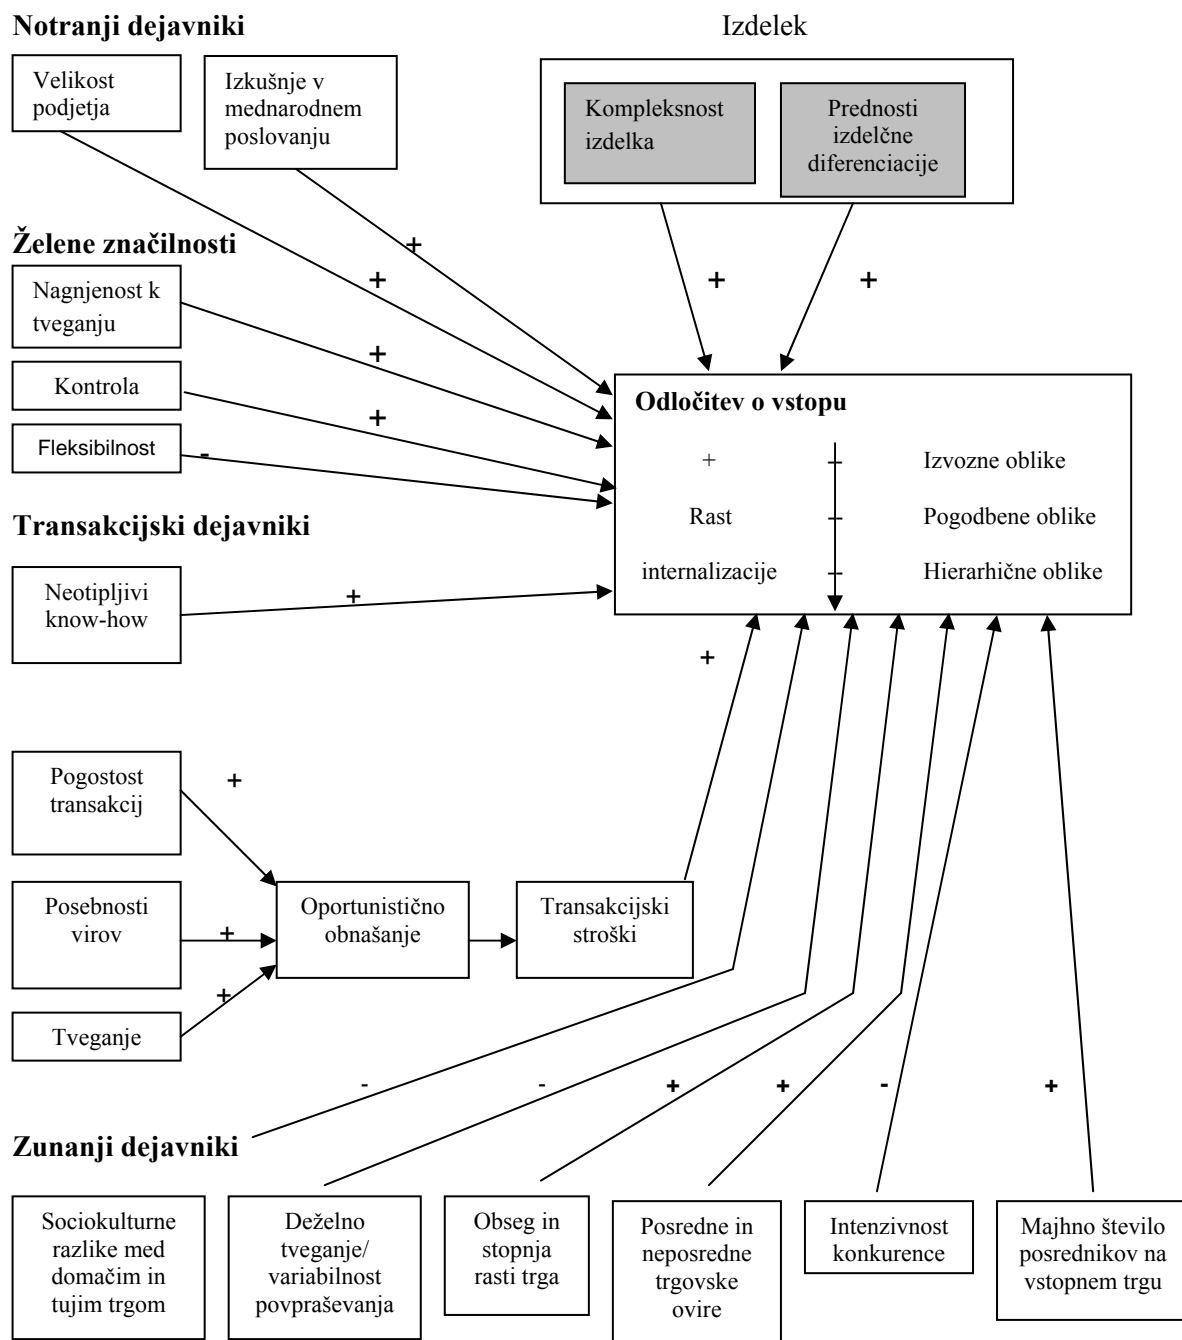 Notranji dejavniki
Izdelek
Velikost
podjetja
Izkušnje v
mednarodnem
poslovanju
Kompleksnost
izdelka
Prednosti
izdelčne
diferenciacije
+
+
+
+
Želene značilnosti
Nagnjenost k
tveganju
+
Kontrola
+
Fleksibilnost
-
Odločitev o vstopu
+
Izvozne oblike
Rast
Pogodbene oblike
internalizacije
Hierarhične oblike
Transakcijski dejavniki
Neotipljivi
know-how
+
+
Pogostost
transakcij
+
Posebnosti
virov
+
Oportunistično
obnašanje
Transakcijski
stroški
+
Tveganje
-
-
+
+
-
+
Zunanji dejavniki
Sociokulturne
razlike med
domačim in
tujim trgom
Deželno
tveganje/
variabilnost
povpraševanja
Obseg in
stopnja
rasti trga
Posredne in
neposredne
trgovske
ovire
Intenzivnost
konkurence
Majhno število
posrednikov na
vstopnem trgu